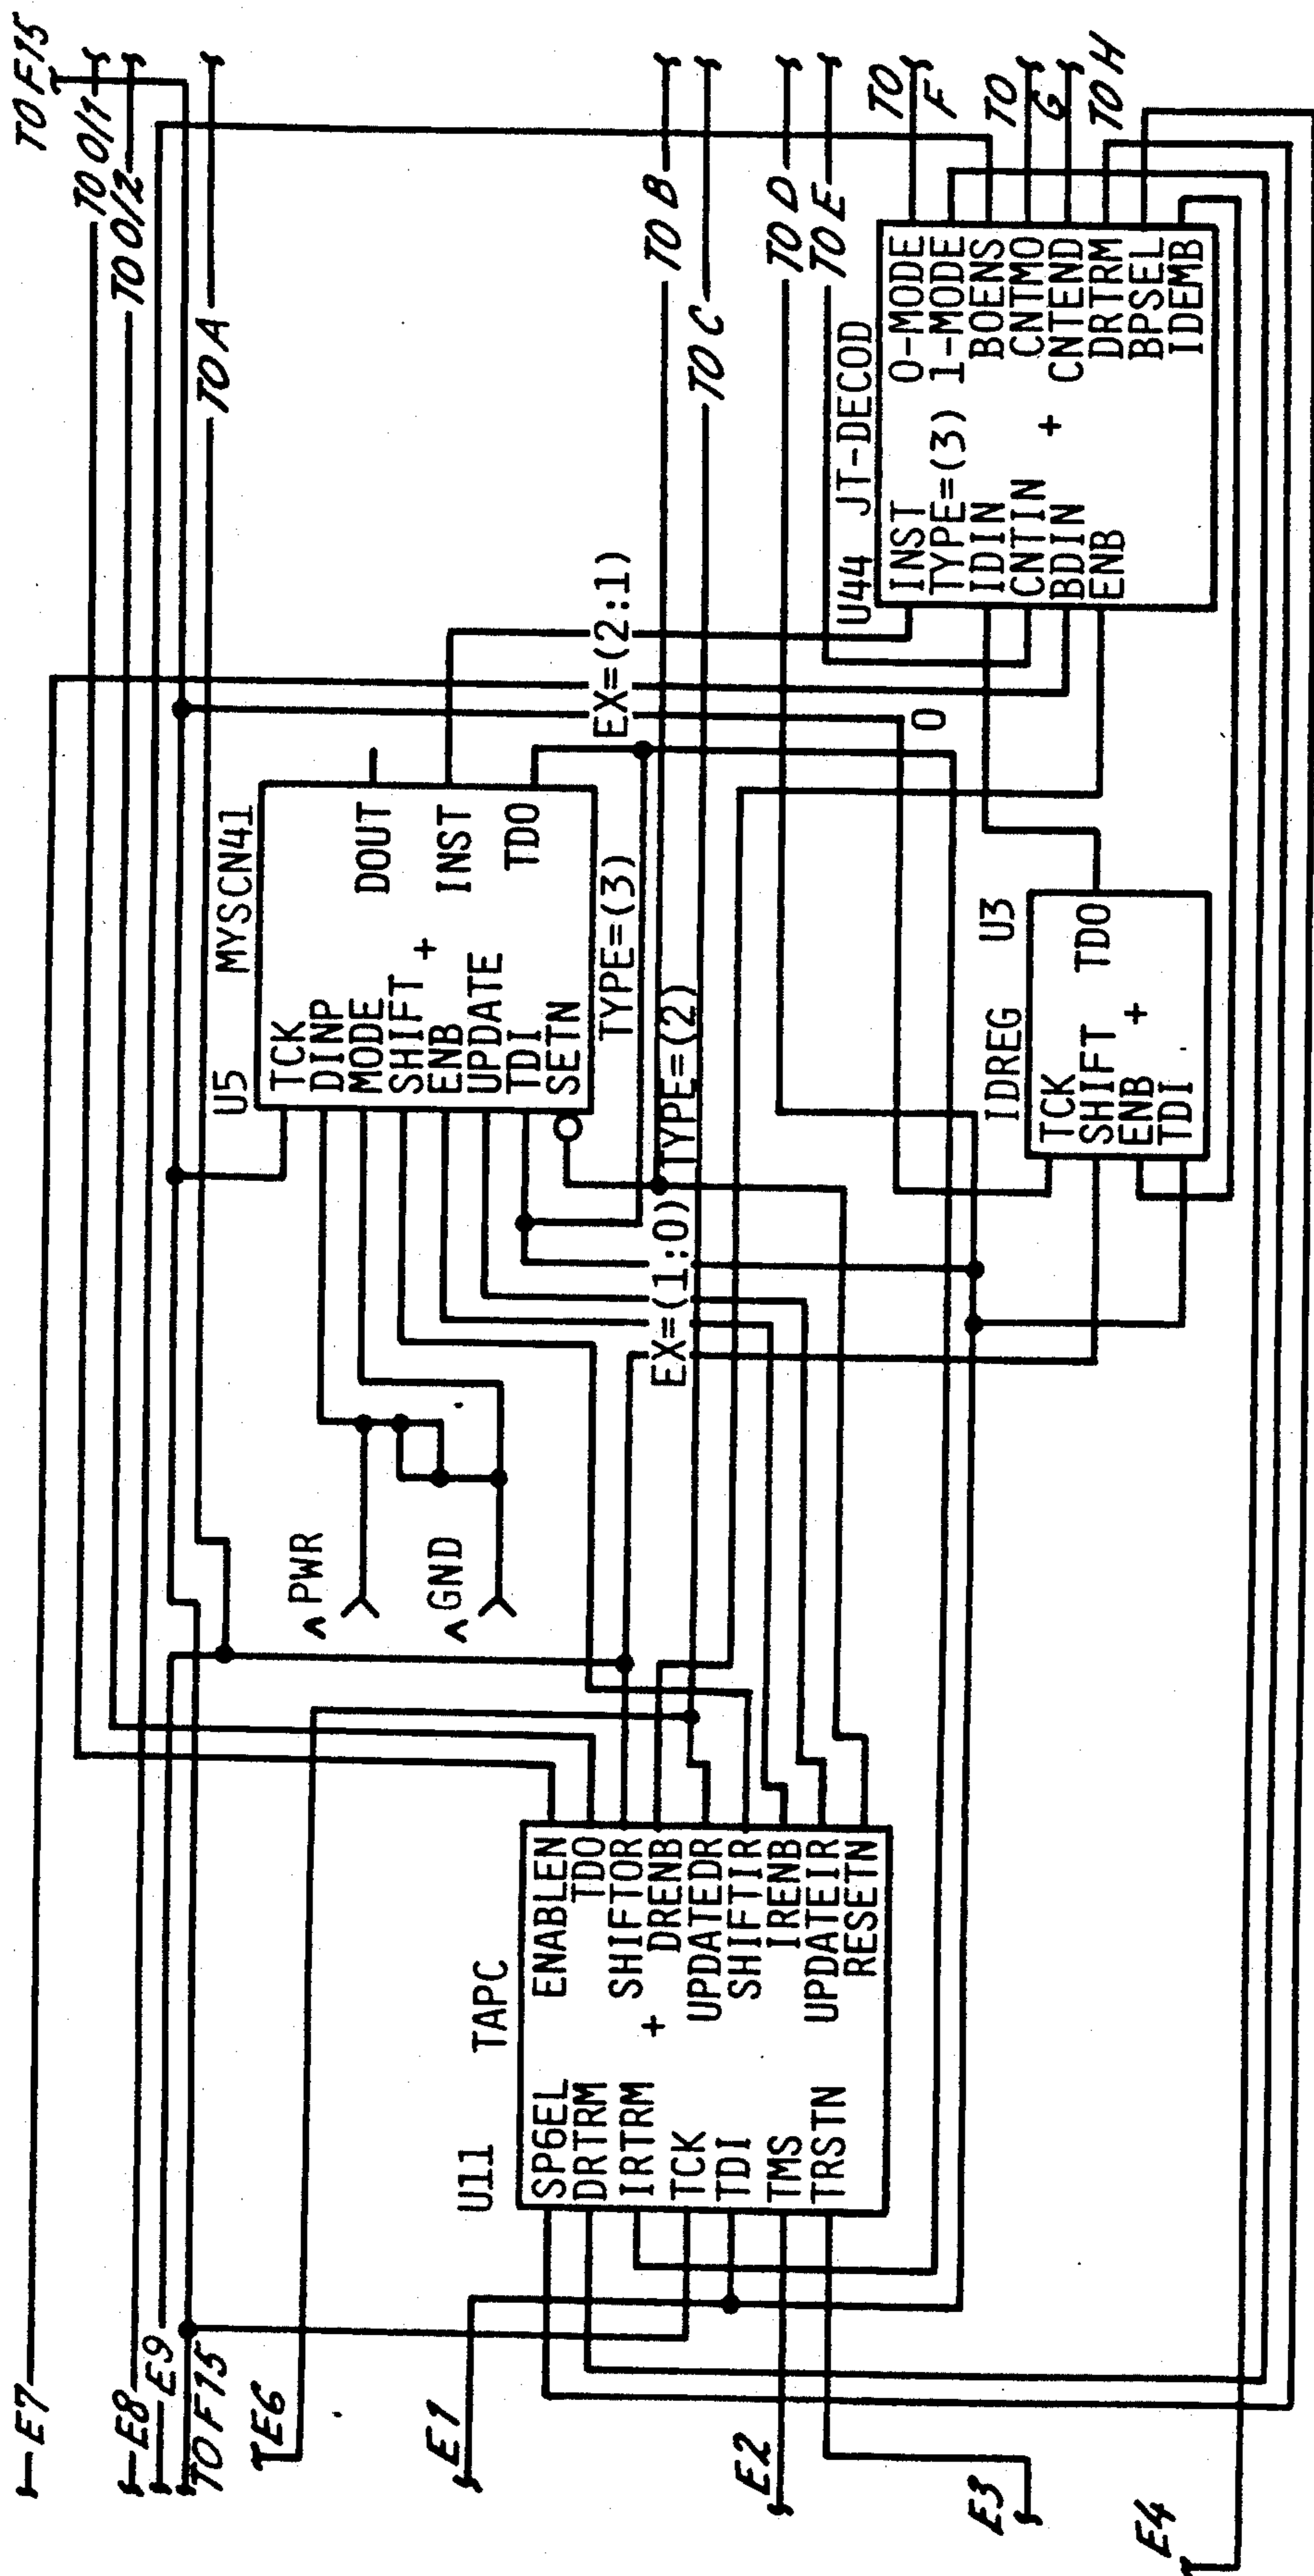 E7
E8
E9
TO F15
E6
E1
E2
E3
E4
U11 TAPC
SP6EL
DRTRM
IRTRM
TCK
TDI
TMS
TRSTN
+
ENABLEN
TDO
SHIFTOR
DRENB
UPDATEDR
SHIFTIR
IRENB
UPDATEIR
RESETN
^ PWR
^ GND
U5 MYSCN41
TCK
DINP
MODE
SHIFT
ENB
UPDATE
TDI
SETN
+
DOUT
INST
TDO
TYPE=(3)
TYPE=(2)
EX=(1:0)
EX=(2:1)
IDREG U3
TCK
SHIFT
ENB
TDI
+
TDO
0
U44 JT-DECOD
INST
TYPE=(3)
IDIN
CNTIN
BDIN
ENB
+
0-MODE
1-MODE
BOENS
CNTMO
CNTEND
DRTRM
BPSEL
IDEMB
TO F15
TO 0/1
TO 0/2
TO A
TO B
TO C
TO D
TO E
TO
F
TO
G
TO H